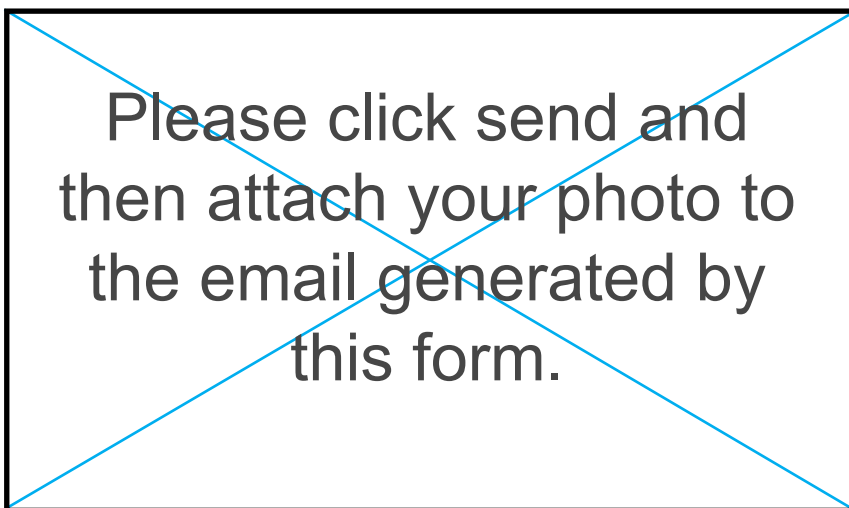 Please click send and
then attach your photo to
the email generated by
this form.